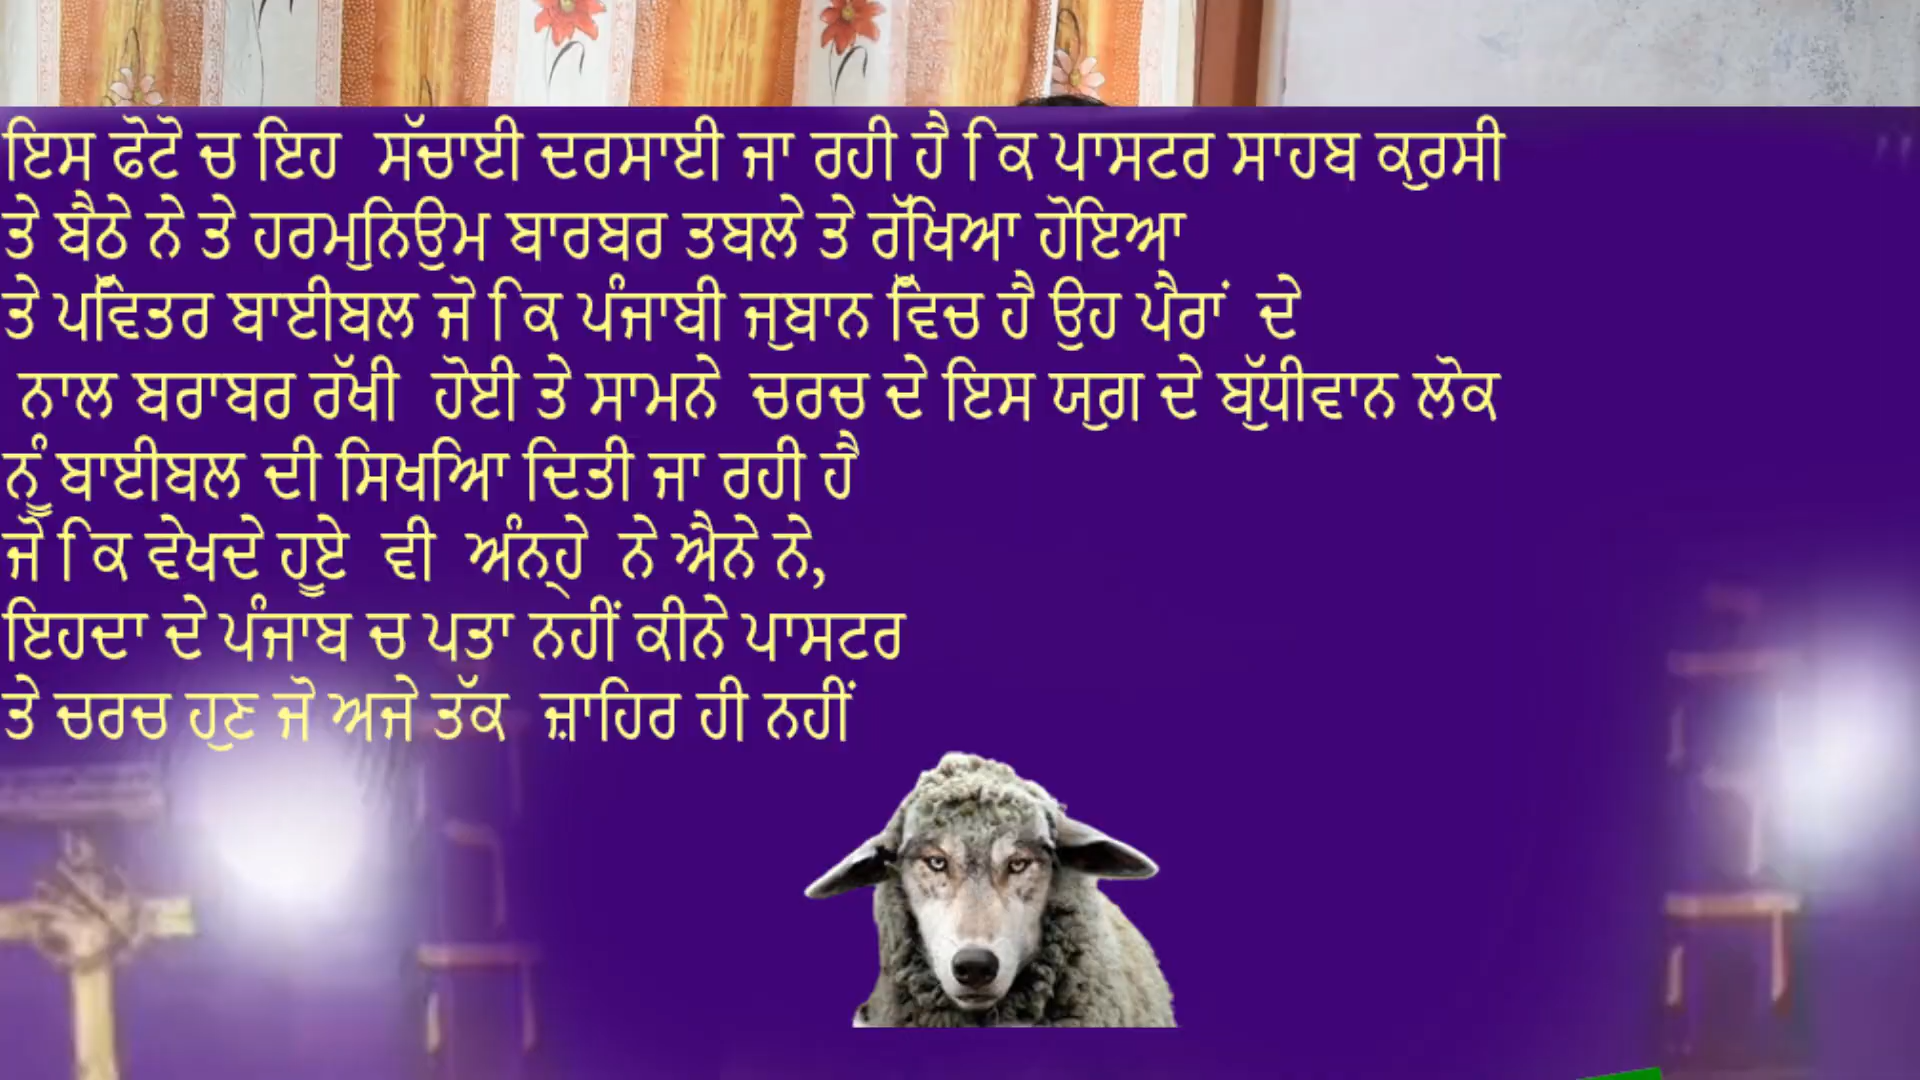 ਇਸ ਫੋਟੋ ਚ ਇਹ ਸੱਚਾਈ ਦਰਸਾਈ ਜਾ ਰਹੀ ਹੈ ਕਿ ਪਾਸਟਰ ਸਾਹਬ ਕੁਰਸੀ
ਤੇ ਬੈਠੇ ਨੇ ਤੇ ਹਰਮੁਨਿਉਮ ਬਾਰਬਰ ਤਬਲੇ ਤੇ ਰੱਖਿਆ ਹੋਇਆ
ਤੇ ਪਵਿੱਤਰ ਬਾਈਬਲ ਜੋ ਕਿ ਪੰਜਾਬੀ ਜੁਬਾਨ ਵਿੱਚ ਹੈ ਉਹ ਪੈਰਾਂ ਦੇ
ਨਾਲ ਬਰਾਬਰ ਰੱਖੀ ਹੋਈ ਤੇ ਸਾਮਨੇ ਚਰਚ ਦੇ ਇਸ ਯੁਗ ਦੇ ਬੁੱਧੀਵਾਨ ਲੋਕ
ਨੂੰ ਬਾਈਬਲ ਦੀ ਸਿਖਆਿ ਦਿਤੀ ਜਾ ਰਹੀ ਹੈ
ਜੋ ਕਿ ਵੇਖਦੇ ਹੂਏ ਵੀ ਅੰਨ੍ਹੇ ਨੇ ਐਨੇ ਨੇ,
ਇਹਦਾ ਦੇ ਪੰਜਾਬ ਚ ਪਤਾ ਨਹੀਂ ਕੀਨੇ ਪਾਸਟਰ
ਤੇ ਚਰਚ ਹੁਣ ਜੋ ਅਜੇ ਤੱਕ ਜ਼ਾਹਿਰ ਹੀ ਨਹੀਂ